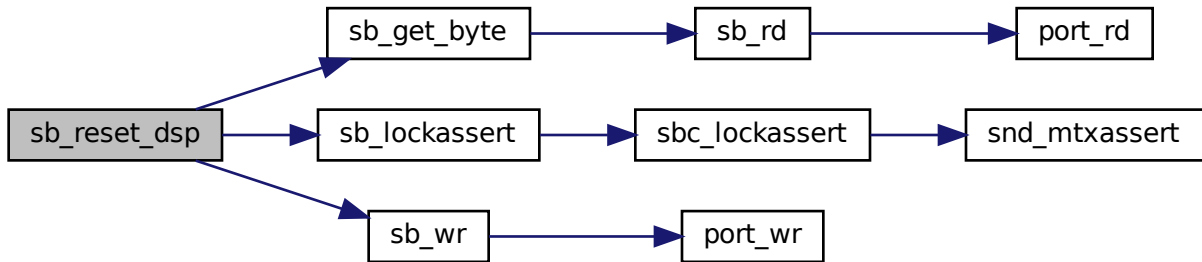 sb_get_byte
sb_rd
port_rd
sb_reset_dsp
sb_lockassert
sbc_lockassert
snd_mtxassert
sb_wr
port_wr